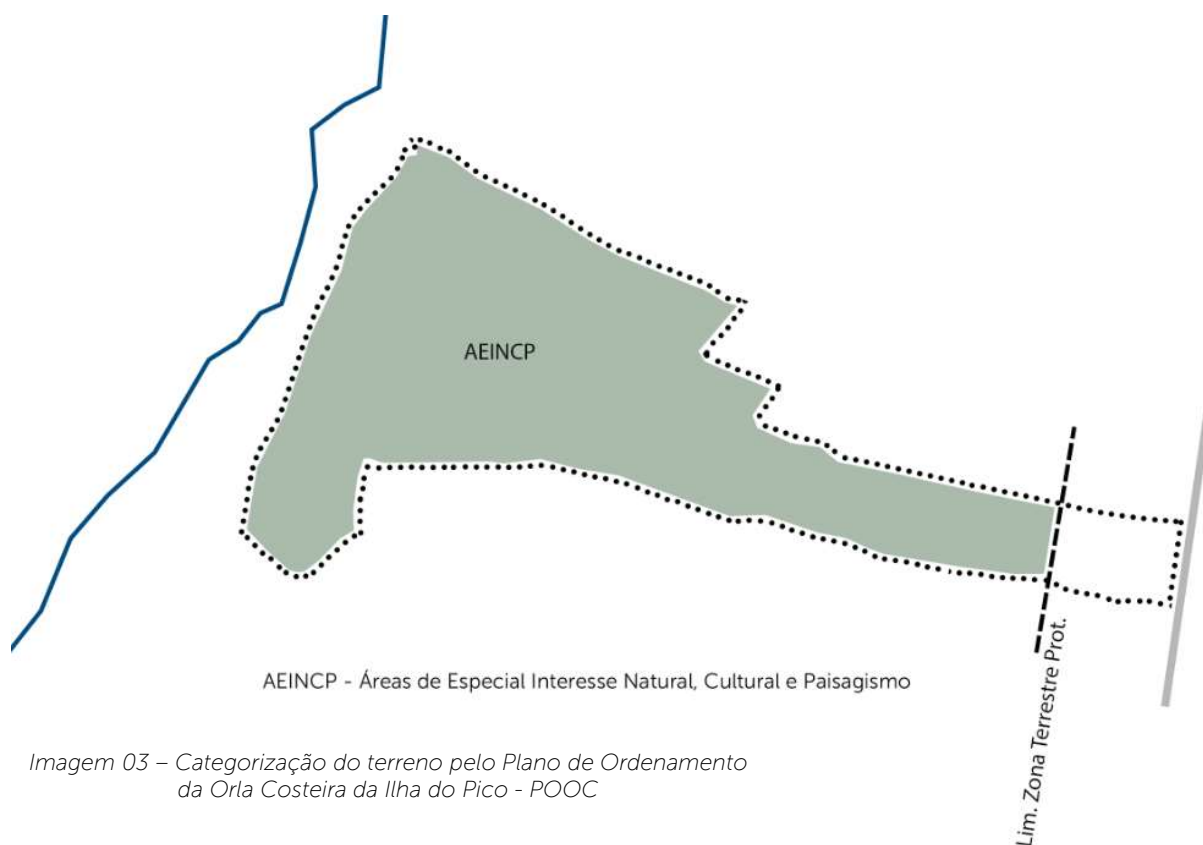 AEINCP
Lim. Zona Terrestre Prot.
AEINCP - Áreas de Especial Interesse Natural, Cultural e Paisagismo
Imagem 03 – Categorização do terreno pelo Plano de Ordenamento
da Orla Costeira da Ilha do Pico - POOC